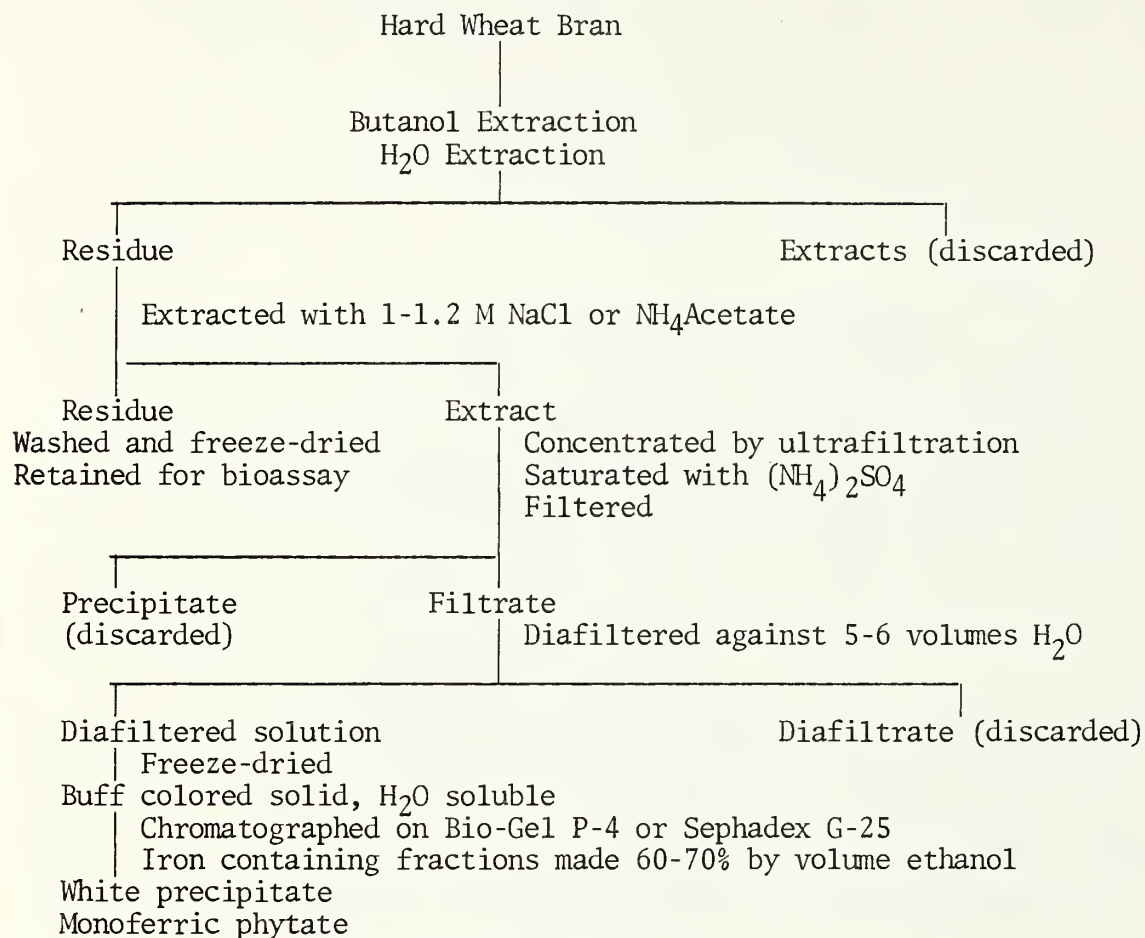 Hard Wheat Bran
Butanol Extraction
H₂O Extraction
Residue
Extracts (discarded)
Extracted with 1-1.2 M NaCl or NH₄Acetate
Residue
Washed and freeze-dried
Retained for bioassay
Extract
Concentrated by ultrafiltration
Saturated with (NH₄)₂SO₄
Filtered
Precipitate
(discarded)
Filtrate
Diafiltered against 5-6 volumes H₂O
Diafiltered solution
Diafiltrate (discarded)
Freeze-dried
Buff colored solid, H₂O soluble
Chromatographed on Bio-Gel P-4 or Sephadex G-25
Iron containing fractions made 60-70% by volume ethanol
White precipitate
Monoferric phytate